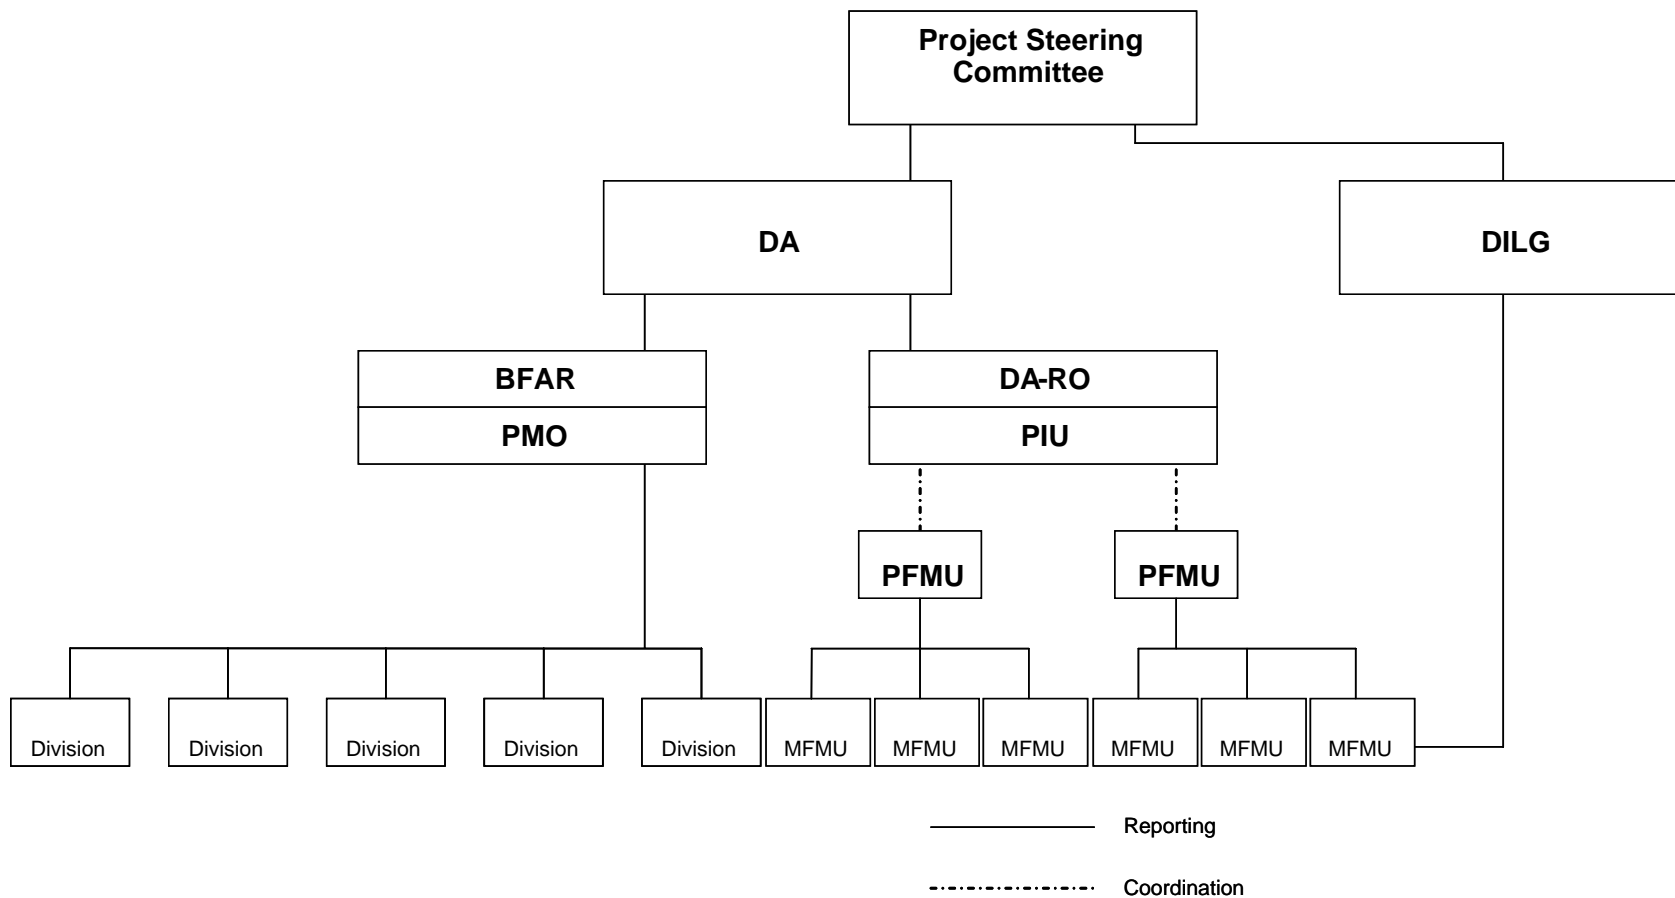 Project Steering
Committee
DA
DILG
BFAR
DA-RO
PMO
PIU
PFMU
PFMU
Division
Division
Division
Division
Division
MFMU
MFMU
MFMU
MFMU
MFMU
MFMU
Reporting
Coordination